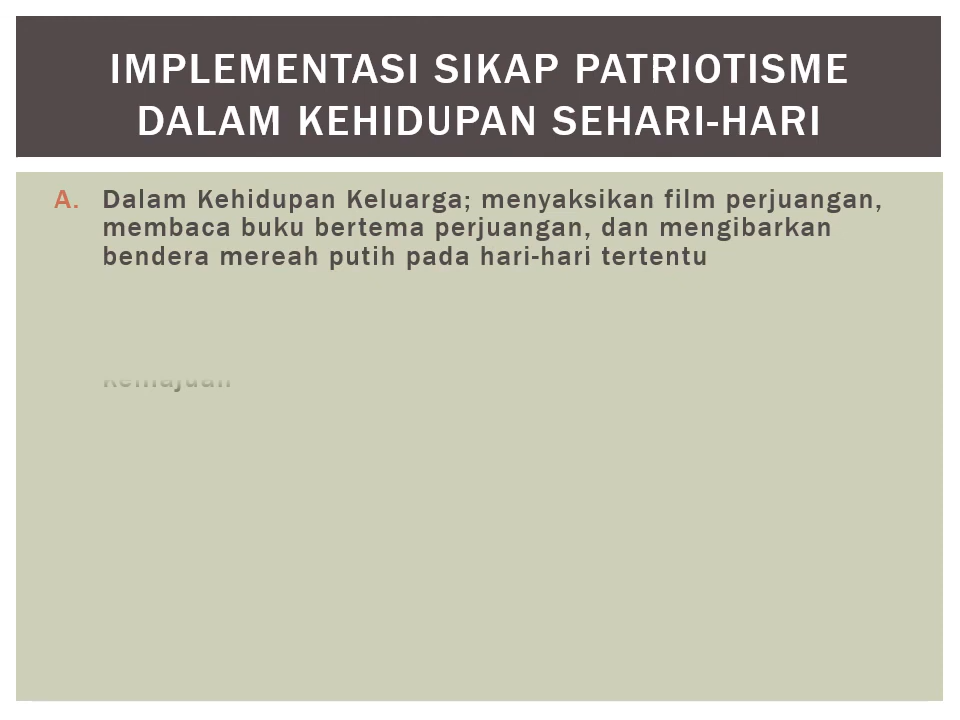 IMPLEMENTASI SIKAP PATRIOTISME
DALAM KEHIDUPAN SEHARI-HARI
A. Dalam Kehidupan Keluarga; menyaksikan film perjuangan,
membaca buku bertema perjuangan, dan mengibarkan
bendera mereah putih pada hari-hari tertentu
kemajuan